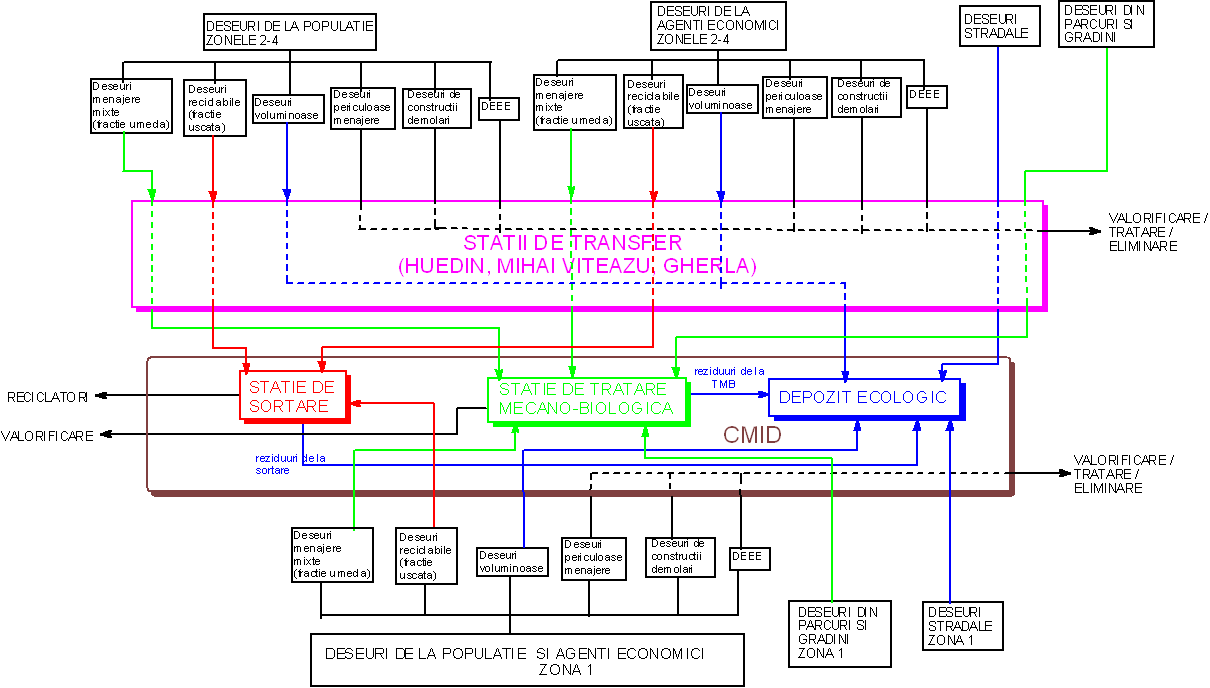 DESEURI DE LA POPULATIE
ZONELE 2-4
DESEURI DE LA
AGENTI ECONOMICI
ZONELE 2-4
DESEURI
STRADALE
DESEURI DIN
PARCURI SI
GRADINI
Deseuri
menajere
mixte
(fractie umeda)
Deseuri
reciclabile
(fractie
uscata)
Deseuri
voluminoase
Deseuri
periculoase
menajere
Deseuri de
constructii
demolari
DEEE
Deseuri
menajere
mixte
(fractie umeda)
Deseuri
reciclabile
(fractie
uscata)
Deseuri
voluminoase
Deseuri
periculoase
menajere
Deseuri de
constructii
demolari
DEEE
STATII DE TRANSFER
(HUEDIN, MIHAI VITEAZU, GHERLA)
VALORIFICARE /
TRATARE /
ELIMINARE
RECICLATORI
VALORIFICARE
STATIE DE
SORTARE
STATIE DE TRATARE
MECANO-BIOLOGICA
reziduuri de la
TMB
DEPOZIT ECOLOGIC
CMID
reziduuri de la
sortare
VALORIFICARE /
TRATARE /
ELIMINARE
Deseuri
menajere
mixte
(fractie umeda)
Deseuri
reciclabile
(fractie
uscata)
Deseuri
voluminoase
Deseuri
periculoase
menajere
Deseuri de
constructii
demolari
DEEE
DESEURI DIN
PARCURI SI
GRADINI
ZONA 1
DESEURI
STRADALE
ZONA 1
DESEURI DE LA POPULATIE SI AGENTI ECONOMICI
ZONA 1